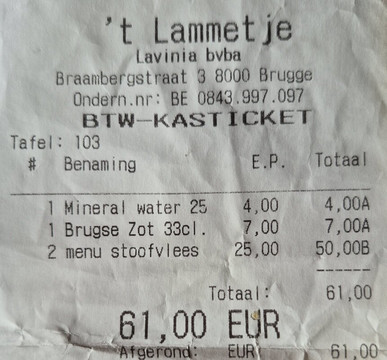 't Lammetje
Lavinia bvba
Braambergstraat 3 8000 Brugge
Ondern.nr: BE 0843.997.097
BTW-KASTICKET
Tafel: 103
# Benaming E.P. Totaal
1 Mineral water 25 4,00 4,00A
1 Brugse Zot 33cl. 7,00 7,00A
2 menu stoofvlees 25,00 50,00B
------
Totaal: 61,00
61,00 EUR
Afgerond: EUR 61,00